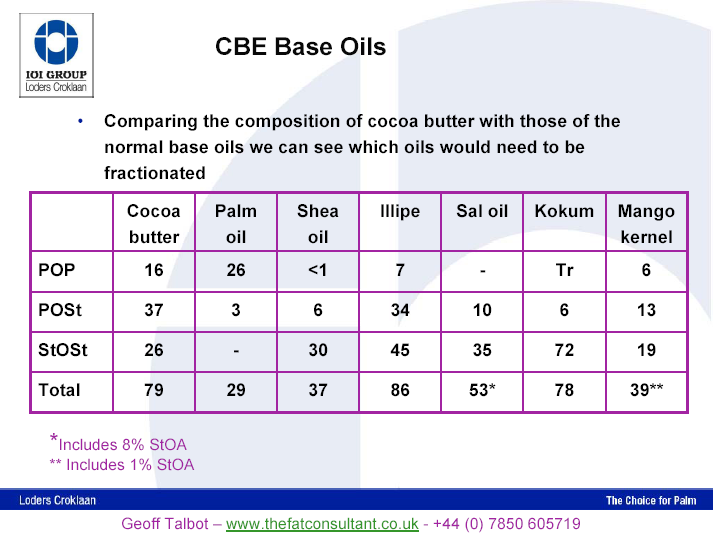 IOI GROUP
Loders Croklaan
CBE Base Oils
• Comparing the composition of cocoa butter with those of the
normal base oils we can see which oils would need to be
fractionated
Cocoa butter Palm oil Shea oil Illipe Sal oil Kokum Mango kernel
POP 16 26 <1 7 - Tr 6
POSt 37 3 6 34 10 6 13
StOSt 26 - 30 45 35 72 19
Total 79 29 37 86 53* 78 39**
*Includes 8% StOA
** Includes 1% StOA
Loders Croklaan The Choice for Palm
Geoff Talbot – www.thefatconsultant.co.uk - +44 (0) 7850 605719